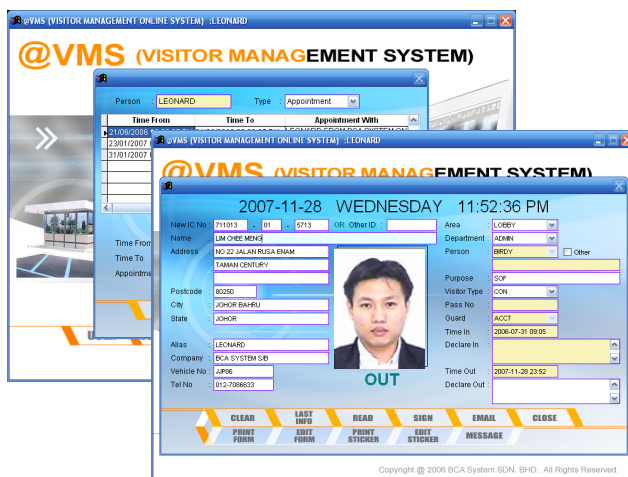 @VMS (VISITOR MANAGEMENT ONLINE SYSTEM) :LEONARD
@VMS (VISITOR MANAGEMENT SYSTEM)
Person : LEONARD Type : Appointment
Time From Time To Appointment With
21/06/2006
23/01/2007
31/01/2007
Time From
Time To
Appointme
@VMS (VISITOR MANAGEMENT ONLINE SYSTEM) :LEONARD
@VMS (VISITOR MANAGEMENT SYSTEM)
2007-11-28 WEDNESDAY 11:52:36 PM
New IC No : 711013 - 01 - 5713 OR Other ID :
Name : LIM CHEE MENG
Address : NO 22 JALAN RUSA ENAM
TAMAN CENTURY
Postcode : 80250
City : JOHOR BAHRU
State : JOHOR
Alias : LEONARD
Company : BCA SYSTEM S/B
Vehicle No : JJP86
Tel No : 012-7086633
OUT
Area : LOBBY
Department : ADMIN
Person : BIRDY Other
Purpose : SOF
Visitor Type : CON
Pass No :
Guard : ACCT
Time In : 2006-07-31 09:05
Declare In :
Time Out : 2007-11-28 23:52
Declare Out :
CLEAR LAST INFO READ SIGN EMAIL CLOSE
PRINT FORM EDIT FORM PRINT STICKER EDIT STICKER MESSAGE
Copyright @ 2006 BCA System SDN. BHD. All Rights Reserved.